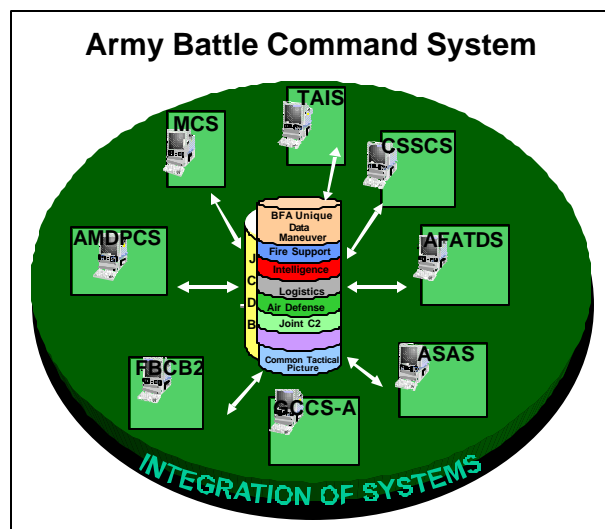 Army Battle Command System
TAIS
MCS
CSSCS
AMDPCS
AFATDS
BFA Unique
Data
Maneuver
Fire Support
Intelligence
Logistics
Air Defense
Joint C2
Common Tactical
Picture
J
C
D
B
FBCB2
ASAS
GCCS-A
INTEGRATION OF SYSTEMS